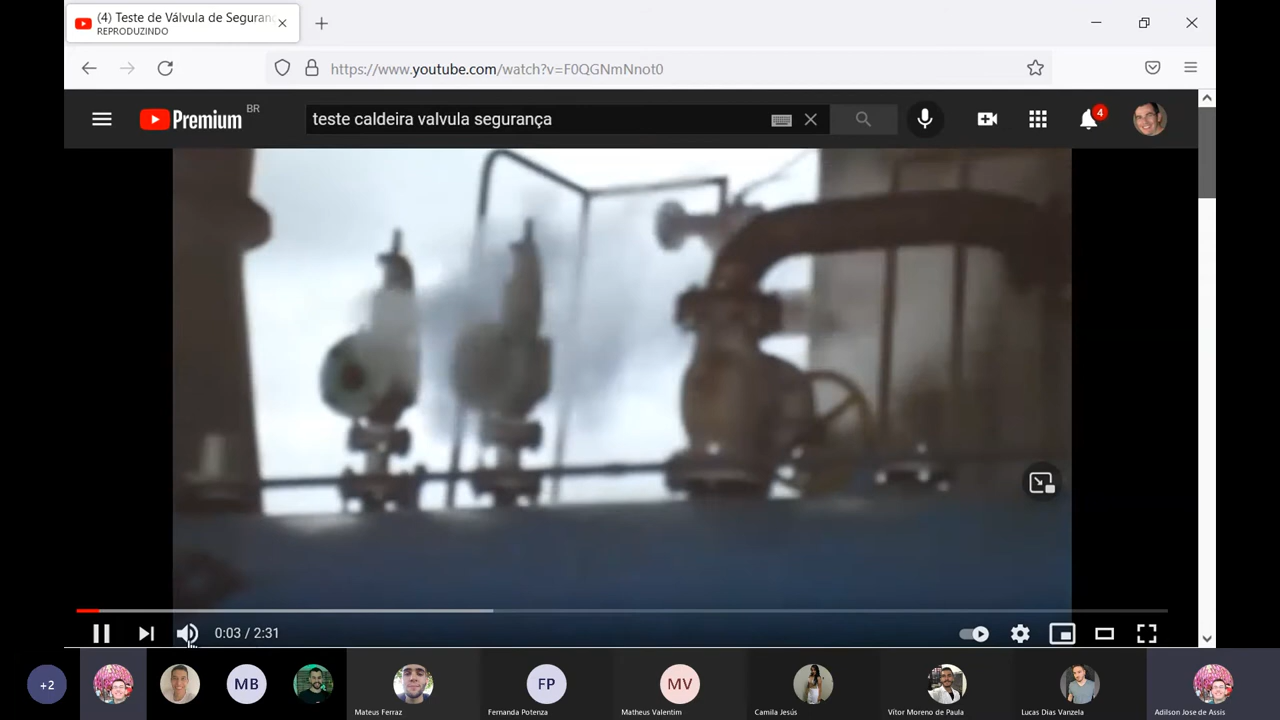 (4) Teste de Válvula de Seguranç
REPRODUZINDO
https://www.youtube.com/watch?v=F0QGNmNnot0
Premium BR
teste caldeira valvula segurança
4
0:03 / 2:31
+2
MB
Mateus Ferraz
FP
Fernanda Potenza
MV
Matheus Valentim
Camila Jesús
Vitor Moreno de Paula
Lucas Dias Vanzela
Adilson Jose de Assis